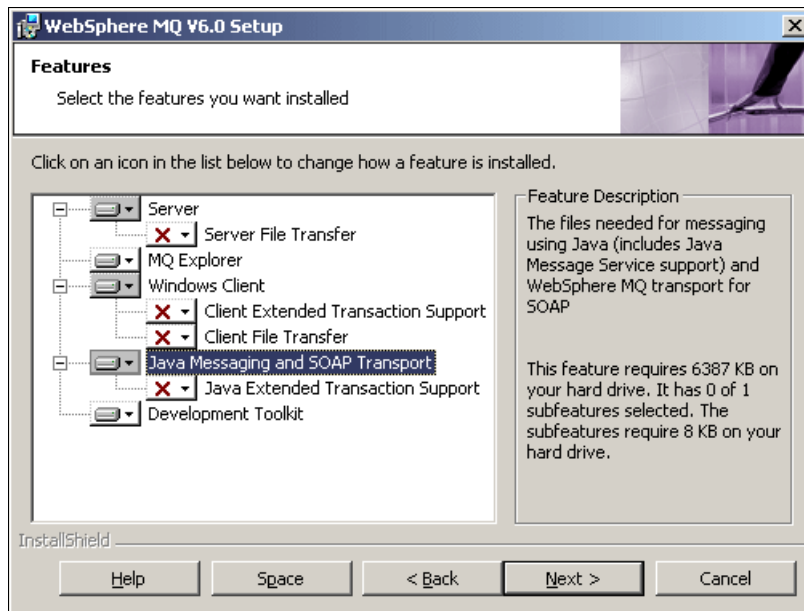 WebSphere MQ V6.0 Setup
Features
Select the features you want installed
Click on an icon in the list below to change how a feature is installed.
Server
Server File Transfer
MQ Explorer
Windows Client
Client Extended Transaction Support
Client File Transfer
Java Messaging and SOAP Transport
Java Extended Transaction Support
Development Toolkit
Feature Description
The files needed for messaging
using Java (includes Java
Message Service support) and
WebSphere MQ transport for
SOAP
This feature requires 6387 KB on
your hard drive. It has 0 of 1
subfeatures selected. The
subfeatures require 8 KB on your
hard drive.
InstallShield
Help Space < Back Next > Cancel